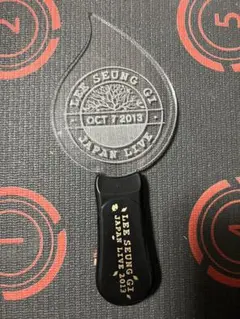 LEE SEUNG GI
OCT 7 2013
JAPAN LIVE
LEE SEUNG GI
JAPAN LIVE 2013